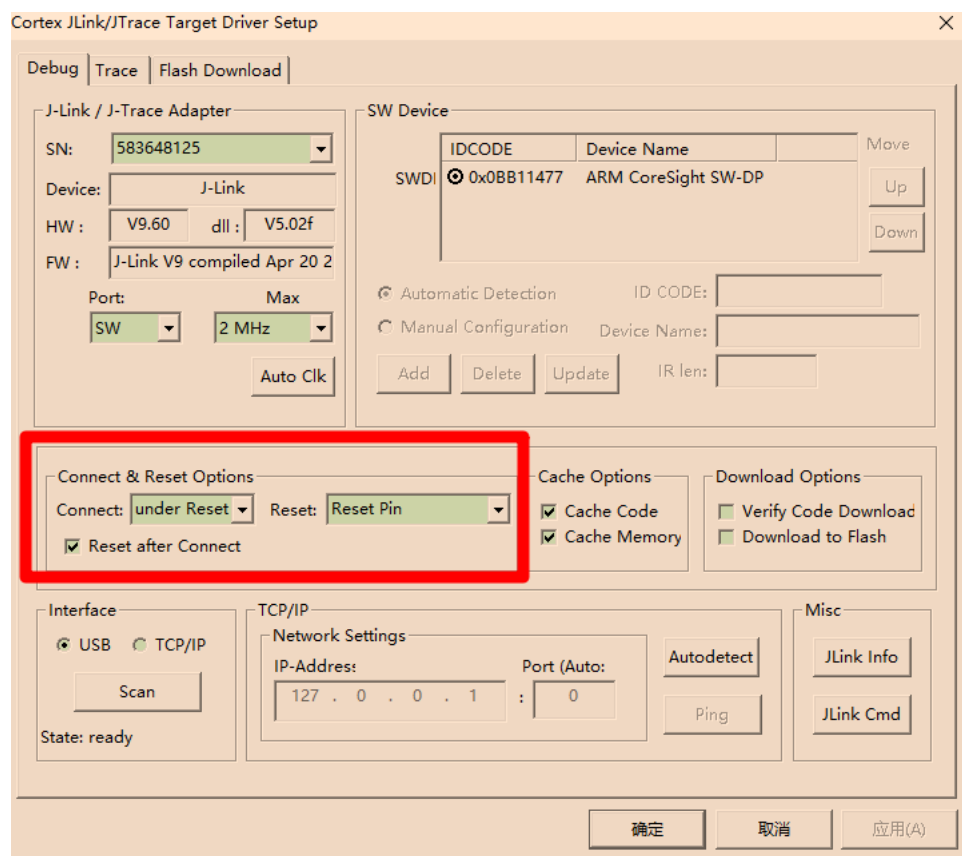 Cortex JLink/JTrace Target Driver Setup
Debug Trace Flash Download
J-Link / J-Trace Adapter
SN: 583648125
Device: J-Link
HW : V9.60 dll : V5.02f
FW : J-Link V9 compiled Apr 20 2
Port: Max
SW 2 MHz
Auto Clk
SW Device
IDCODE Device Name Move
SWDI 0x0BB11477 ARM CoreSight SW-DP Up
Down
Automatic Detection ID CODE:
Manual Configuration Device Name:
Add Delete Update IR len:
Connect & Reset Options
Connect: under Reset Reset: Reset Pin
Reset after Connect
Cache Options
Cache Code
Cache Memory
Download Options
Verify Code Download
Download to Flash
Interface
USB TCP/IP
Scan
State: ready
TCP/IP
Network Settings
IP-Address: Port (Auto:
127 . 0 . 0 . 1 : 0
Autodetect
Ping
Misc
JLink Info
JLink Cmd
确定 取消 应用(A)